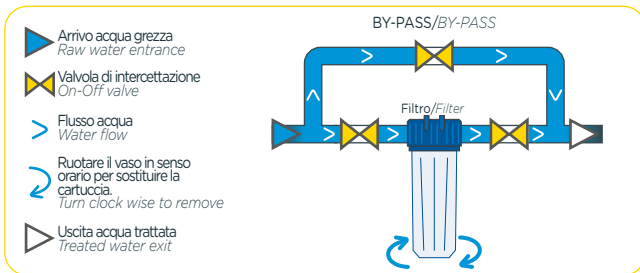 Arrivo acqua grezza
Raw water entrance
Valvola di intercettazione
On-Off valve
Flusso acqua
Water flow
Ruotare il vaso in senso
orario per sostituire la
cartuccia.
Turn clock wise to remove
Uscita acqua trattata
Treated water exit
BY-PASS/BY-PASS
Filtro/Filter